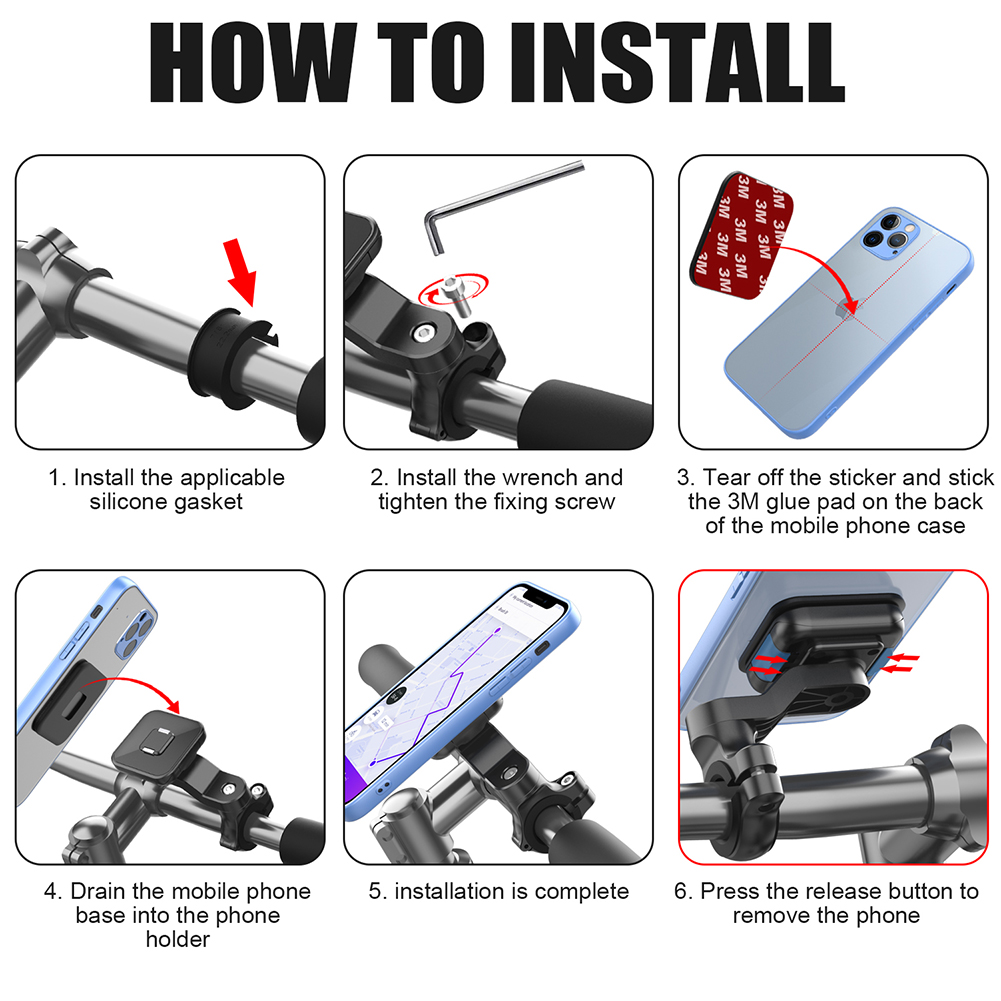 HOW TO INSTALL
3M 3M 3M
3M 3M 3M
3M 3M 3M
1. Install the applicable
silicone gasket
2. Install the wrench and
tighten the fixing screw
3. Tear off the sticker and stick
the 3M glue pad on the back
of the mobile phone case
4. Drain the mobile phone
base into the phone
holder
5. installation is complete
6. Press the release button to
remove the phone